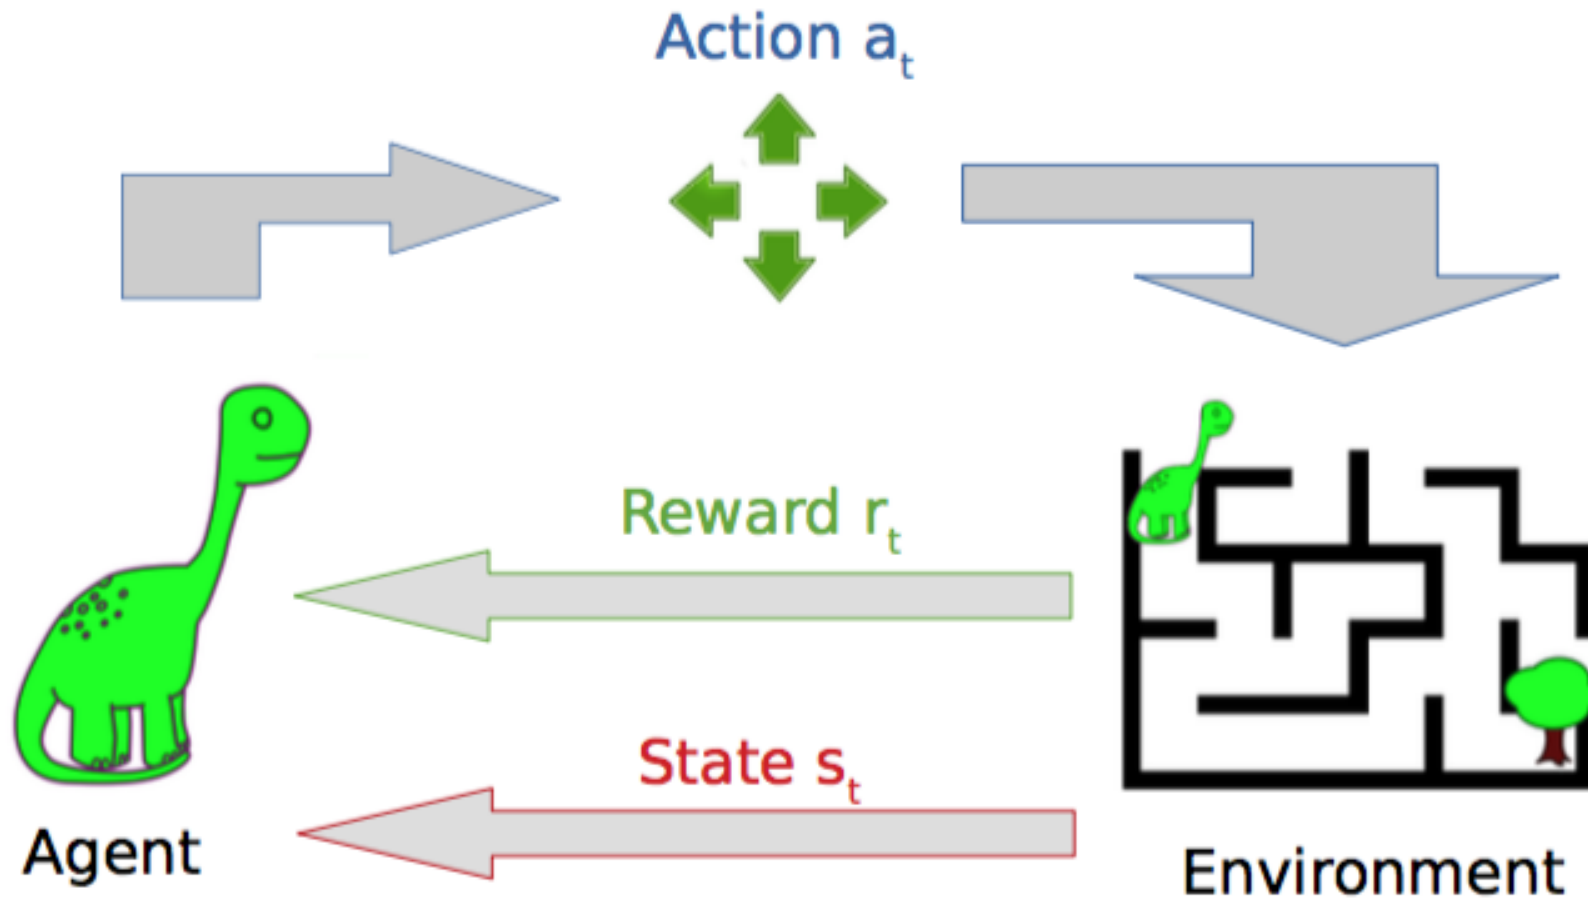 Action a_t
Reward r_t
State s_t
Agent
Environment